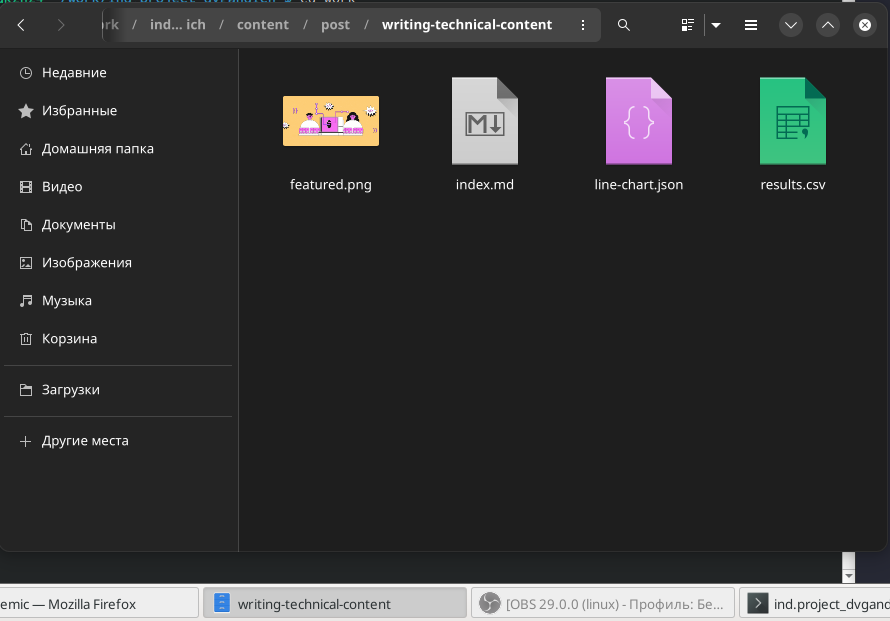 rk / ind... ich / content / post / writing-technical-content
Недавние
Избранные
Домашняя папка
Видео
Документы
Изображения
Музыка
Корзина
Загрузки
Другие места
featured.png
index.md
line-chart.json
results.csv
emic — Mozilla Firefox
writing-technical-content
[OBS 29.0.0 (linux) - Профиль: Бе...
ind.project_dvgand